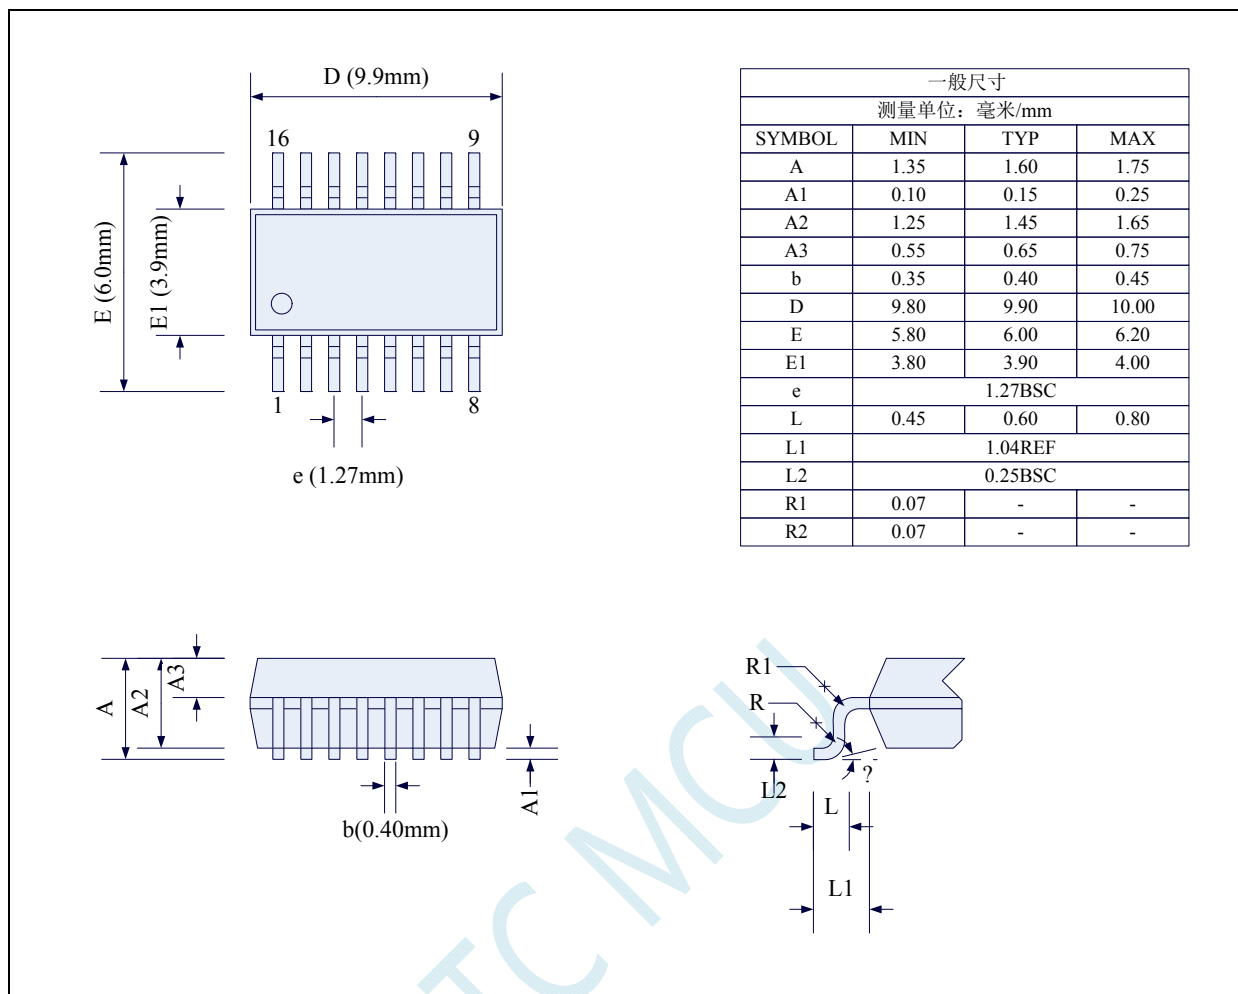 D (9.9mm)
16
9
E (6.0mm)
E1 (3.9mm)
1
8
e (1.27mm)
一般尺寸
测量单位：毫米/mm
SYMBOL MIN TYP MAX
A 1.35 1.60 1.75
A1 0.10 0.15 0.25
A2 1.25 1.45 1.65
A3 0.55 0.65 0.75
b 0.35 0.40 0.45
D 9.80 9.90 10.00
E 5.80 6.00 6.20
E1 3.80 3.90 4.00
e 1.27BSC
L 0.45 0.60 0.80
L1 1.04REF
L2 0.25BSC
R1 0.07 - -
R2 0.07 - -
A
A2
A3
A1
b(0.40mm)
R1
R
L2
?
L
L1
TC MCU